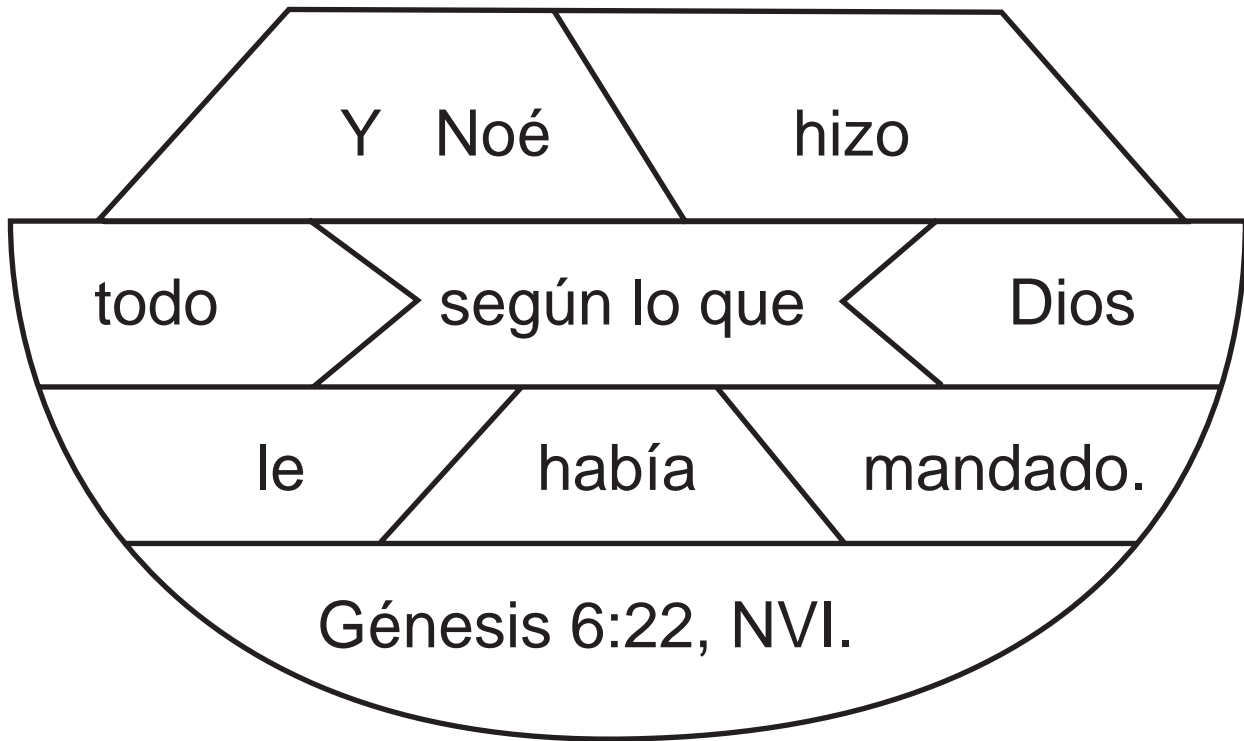 Y Noé hizo
todo según lo que Dios
le había mandado.
Génesis 6:22, NVI.